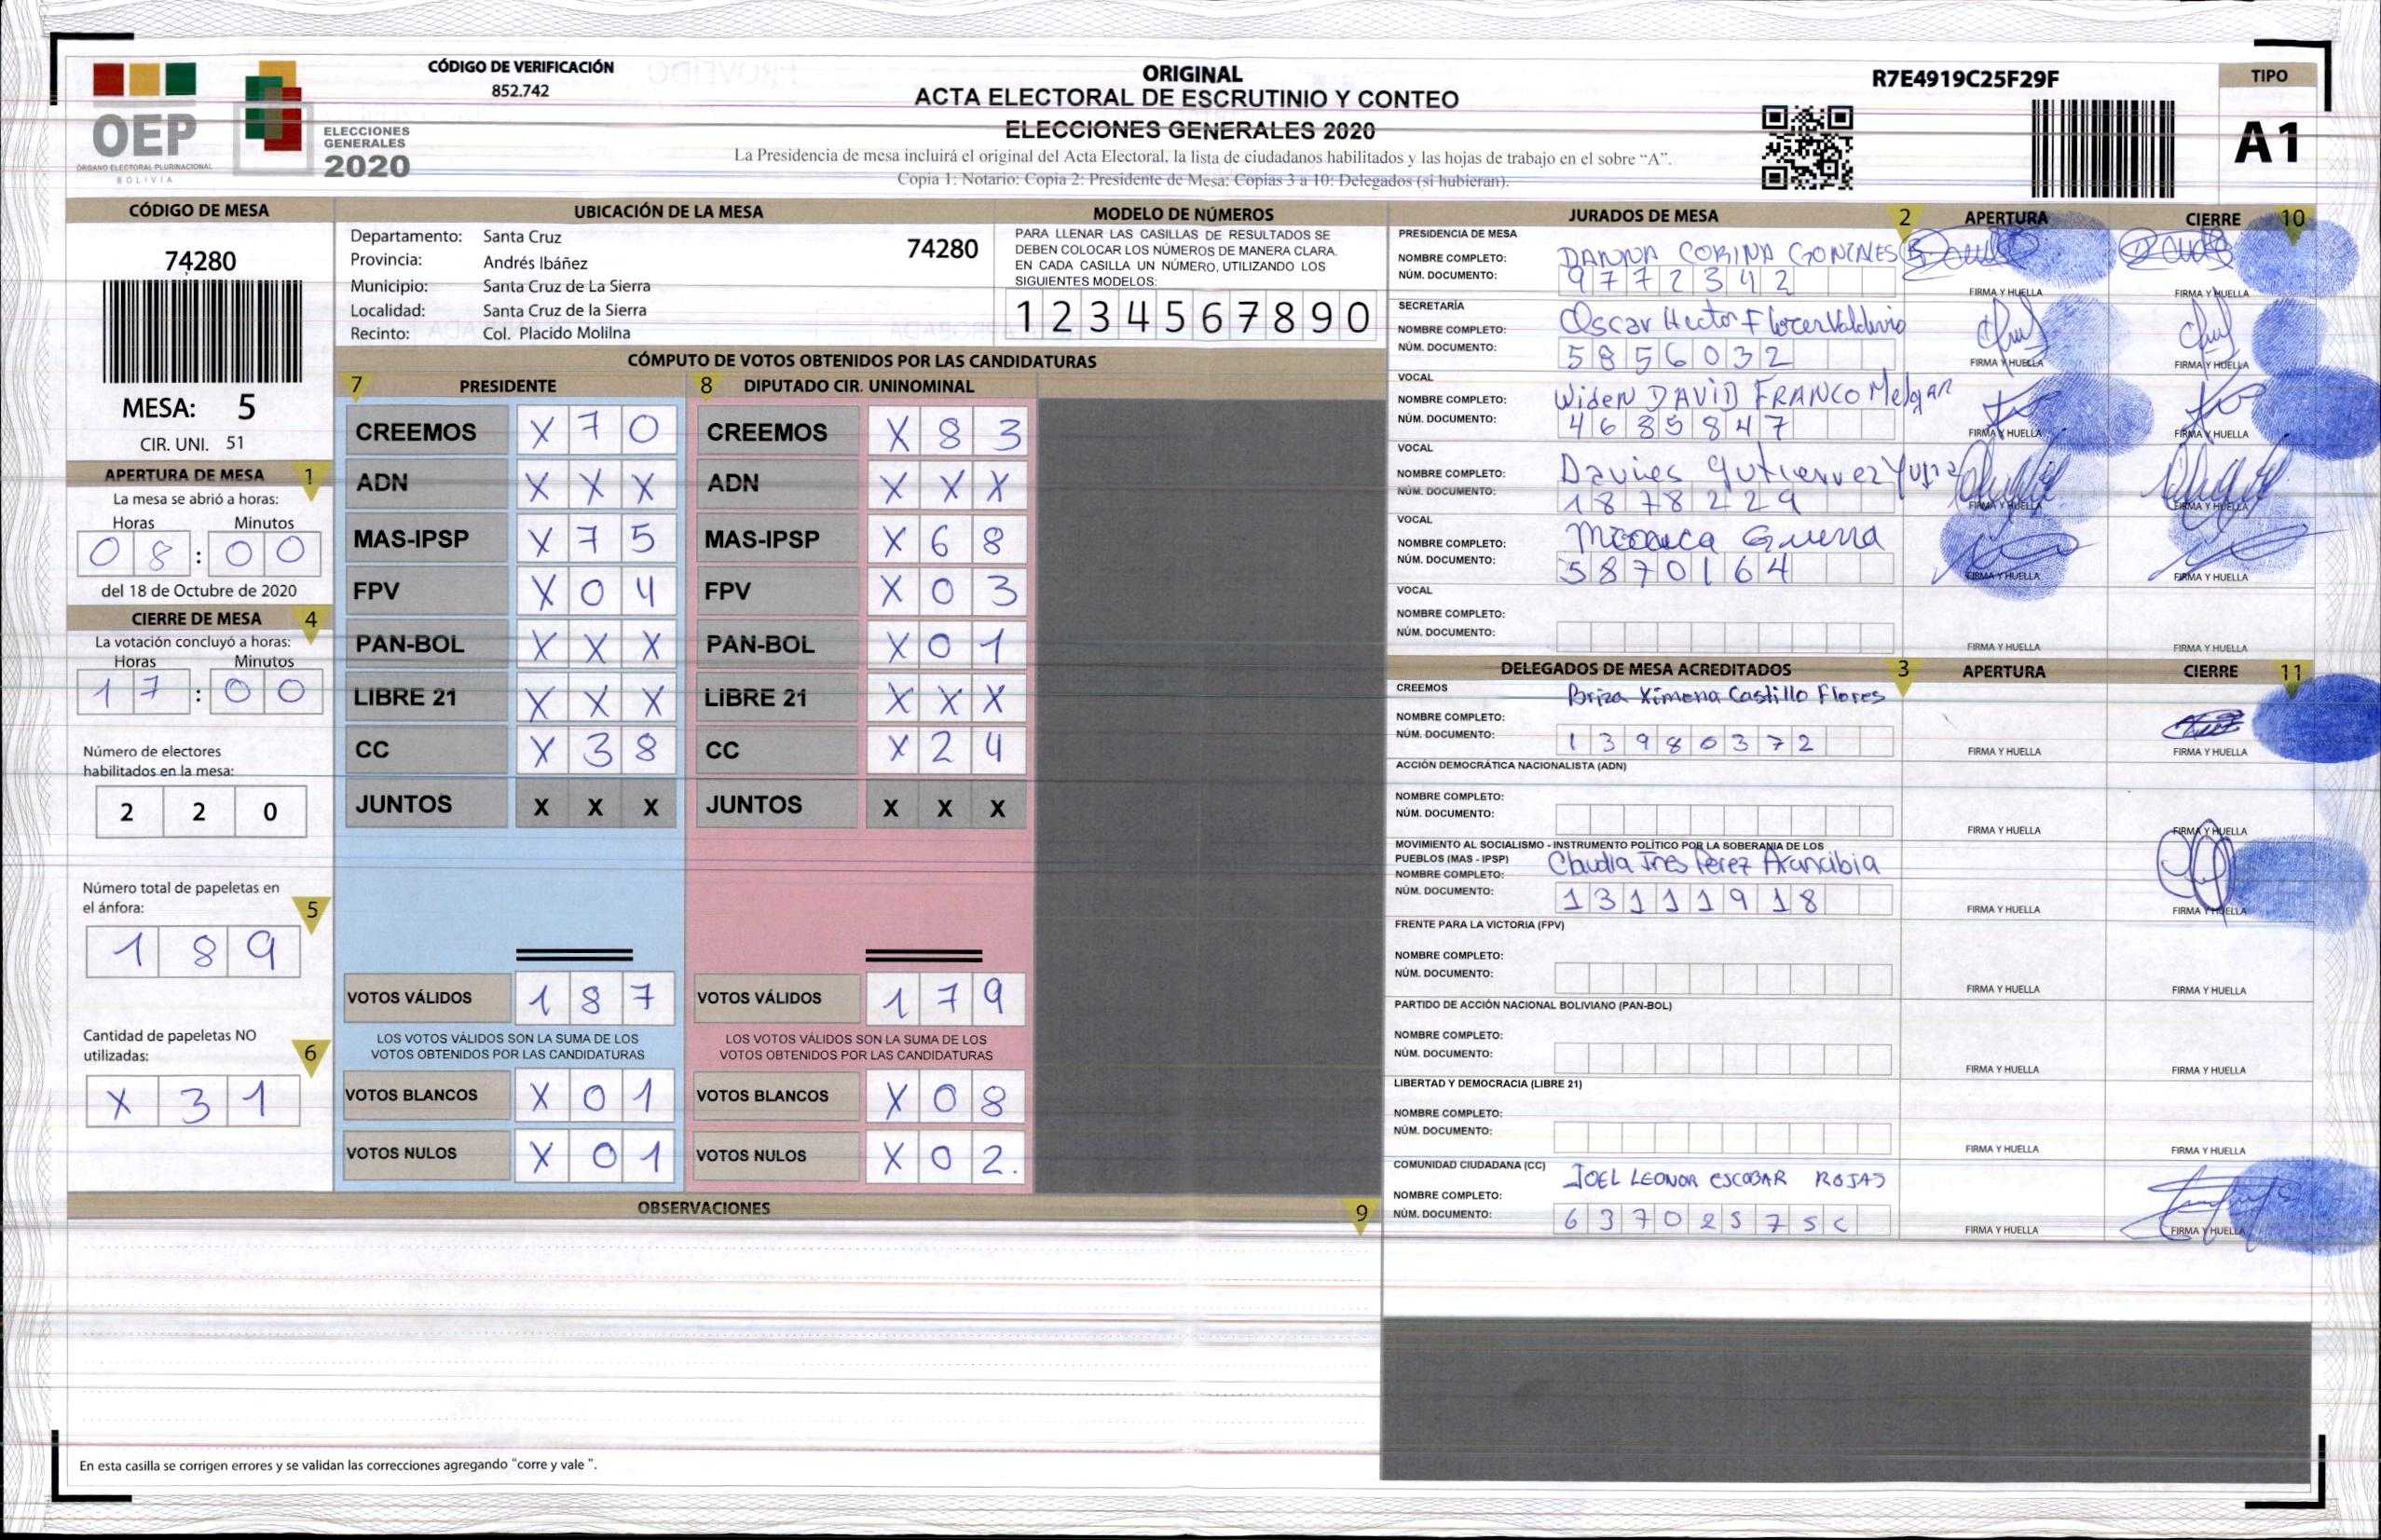 CÓDIGO DE VERIFICACIÓN
852.742
OEP
ÓRGANO ELECTORAL PLURINACIONAL
BOLIVIA
ELECCIONES
GENERALES
2020
ORIGINAL
ACTA ELECTORAL DE ESCRUTINIO Y CONTEO
ELECCIONES GENERALES 2020
La Presidencia de mesa incluirá el original del Acta Electoral, la lista de ciudadanos habilitados y las hojas de trabajo en el sobre “A”.
Copia 1: Notario: Copia 2: Presidente de Mesa: Copias 3 a 10: Delegados (si hubieran).
R7E4919C25F29F
TIPO
A1
CÓDIGO DE MESA
74280
MESA: 5
CIR. UNI. 51
APERTURA DE MESA 1
La mesa se abrió a horas:
Horas Minutos
0 8 : 0 0
del 18 de Octubre de 2020
CIERRE DE MESA 4
La votación concluyó a horas:
Horas Minutos
1 7 : 0 0
Número de electores
habilitados en la mesa:
2 2 0
Número total de papeletas en
el ánfora: 5
1 8 9
Cantidad de papeletas NO
utilizadas: 6
X 3 1
UBICACIÓN DE LA MESA
Departamento: Santa Cruz 74280
Provincia: Andrés Ibáñez
Municipio: Santa Cruz de La Sierra
Localidad: Santa Cruz de la Sierra
Recinto: Col. Placido Molilna
MODELO DE NÚMEROS
PARA LLENAR LAS CASILLAS DE RESULTADOS SE
DEBEN COLOCAR LOS NÚMEROS DE MANERA CLARA.
EN CADA CASILLA UN NÚMERO, UTILIZANDO LOS
SIGUIENTES MODELOS:
1 2 3 4 5 6 7 8 9 0
CÓMPUTO DE VOTOS OBTENIDOS POR LAS CANDIDATURAS
7 PRESIDENTE 8 DIPUTADO CIR. UNINOMINAL
CREEMOS X 7 0 CREEMOS X 8 3
ADN X X X ADN X X X
MAS-IPSP X 7 5 MAS-IPSP X 6 8
FPV X 0 4 FPV X 0 3
PAN-BOL X X X PAN-BOL X 0 1
LIBRE 21 X X X LIBRE 21 X X X
CC X 3 8 CC X 2 4
JUNTOS X X X JUNTOS X X X
VOTOS VÁLIDOS 1 8 7 VOTOS VÁLIDOS 1 7 9
LOS VOTOS VÁLIDOS SON LA SUMA DE LOS LOS VOTOS VÁLIDOS SON LA SUMA DE LOS
VOTOS OBTENIDOS POR LAS CANDIDATURAS VOTOS OBTENIDOS POR LAS CANDIDATURAS
VOTOS BLANCOS X 0 1 VOTOS BLANCOS X 0 8
VOTOS NULOS X 0 1 VOTOS NULOS X 0 2.
OBSERVACIONES 9
En esta casilla se corrigen errores y se validan las correcciones agregando “corre y vale ”.
JURADOS DE MESA 2 APERTURA CIERRE 10
PRESIDENCIA DE MESA
NOMBRE COMPLETO: DANNA CORINA GONZALES B.
NÚM. DOCUMENTO: 9 7 7 2 3 4 2
FIRMA Y HUELLA FIRMA Y HUELLA
SECRETARÍA
NOMBRE COMPLETO: Oscar Hector Flores Valdivia
NÚM. DOCUMENTO: 5 8 5 6 0 3 2
FIRMA Y HUELLA FIRMA Y HUELLA
VOCAL
NOMBRE COMPLETO: Widen DAVID FRANCO Melgar
NÚM. DOCUMENTO: 4 6 3 5 8 4 7
FIRMA Y HUELLA FIRMA Y HUELLA
VOCAL
NOMBRE COMPLETO: Davies Gutierrez
NÚM. DOCUMENTO: 1 8 7 8 2 2 9
FIRMA Y HUELLA FIRMA Y HUELLA
VOCAL
NOMBRE COMPLETO: Guerra
NÚM. DOCUMENTO: 5 8 7 0 1 6 4
FIRMA Y HUELLA FIRMA Y HUELLA
VOCAL
NOMBRE COMPLETO:
NÚM. DOCUMENTO:
FIRMA Y HUELLA FIRMA Y HUELLA
DELEGADOS DE MESA ACREDITADOS 3 APERTURA CIERRE 11
CREEMOS Briza Ximena Castillo Flores
NOMBRE COMPLETO:
NÚM. DOCUMENTO: 1 3 9 8 0 3 7 2
FIRMA Y HUELLA FIRMA Y HUELLA
ACCIÓN DEMOCRÁTICA NACIONALISTA (ADN)
NOMBRE COMPLETO:
NÚM. DOCUMENTO:
FIRMA Y HUELLA FIRMA Y HUELLA
MOVIMIENTO AL SOCIALISMO - INSTRUMENTO POLÍTICO POR LA SOBERANIA DE LOS
PUEBLOS (MAS - IPSP) Claudia Ines Perez Arancibia
NOMBRE COMPLETO:
NÚM. DOCUMENTO: 1 3 1 1 1 9 1 8
FIRMA Y HUELLA FIRMA Y HUELLA
FRENTE PARA LA VICTORIA (FPV)
NOMBRE COMPLETO:
NÚM. DOCUMENTO:
FIRMA Y HUELLA FIRMA Y HUELLA
PARTIDO DE ACCIÓN NACIONAL BOLIVIANO (PAN-BOL)
NOMBRE COMPLETO:
NÚM. DOCUMENTO:
FIRMA Y HUELLA FIRMA Y HUELLA
LIBERTAD Y DEMOCRACIA (LIBRE 21)
NOMBRE COMPLETO:
NÚM. DOCUMENTO:
FIRMA Y HUELLA FIRMA Y HUELLA
COMUNIDAD CIUDADANA (CC) JOEL LEONOR ESCOBAR ROJAS
NOMBRE COMPLETO:
NÚM. DOCUMENTO: 6 3 7 0 2 5 7 S C
FIRMA Y HUELLA FIRMA Y HUELLA